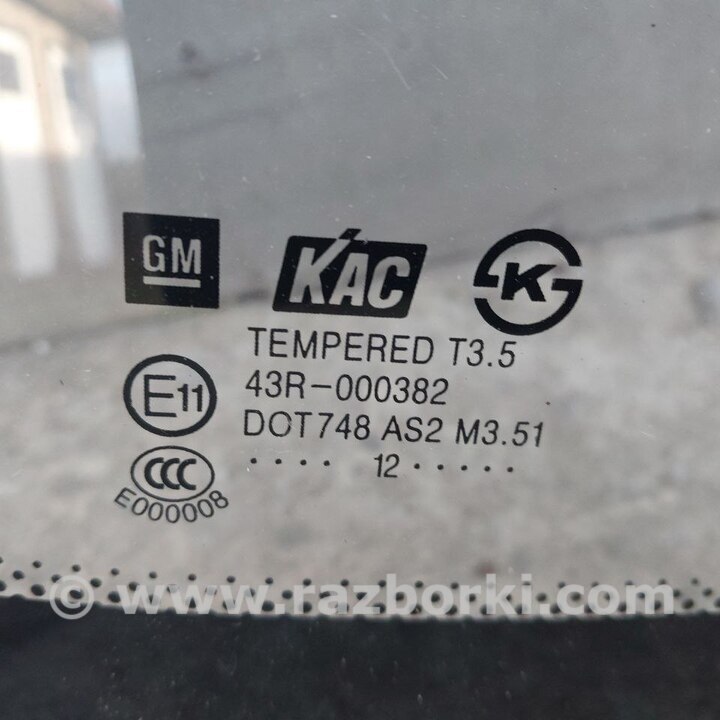 GM KAC K
TEMPERED T3.5
E11 43R-000382
DOT748 AS2 M3.51
CCC .... 12 .....
E000008
© www.razborki.com